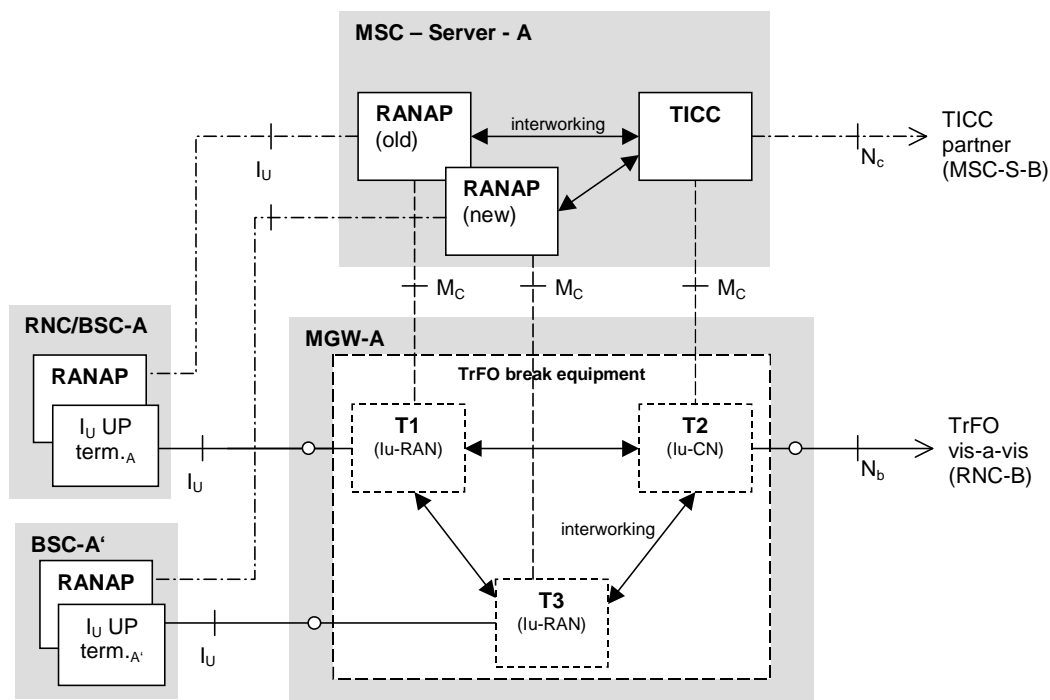 MSC – Server - A
RANAP
(old)
interworking
TICC
RANAP
(new)
TICC
partner
(MSC-S-B)
IU
Nc
IU
MC
MC
MC
RNC/BSC-A
RANAP
IU UP
term.A
IU
MGW-A
TrFO break equipment
T1
(Iu-RAN)
T2
(Iu-CN)
TrFO
vis-a-vis
(RNC-B)
Nb
interworking
BSC-A‘
RANAP
IU UP
term.A‘
IU
T3
(Iu-RAN)